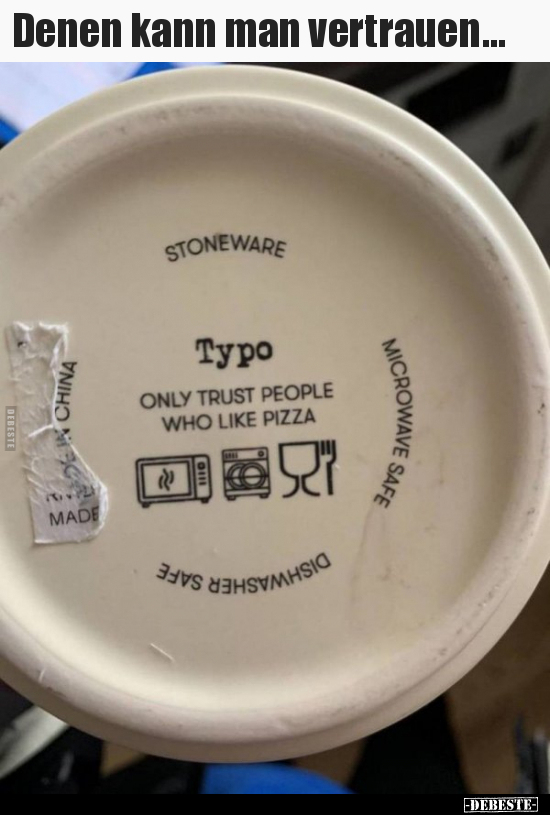 Denen kann man vertrauen...
STONEWARE
Typo
ONLY TRUST PEOPLE
WHO LIKE PIZZA
MICROWAVE SAFE
DISHWASHER SAFE
IN CHINA
MADE
DEBESTE
-DEBESTE-